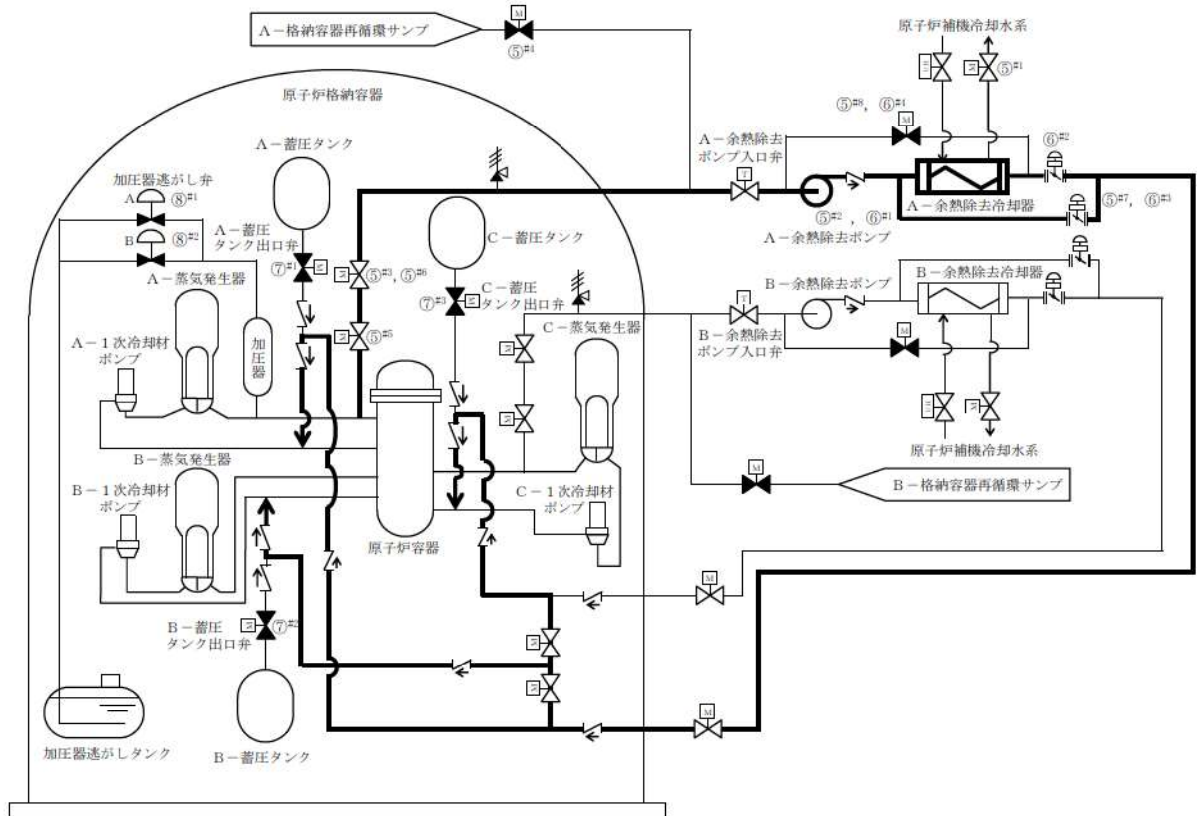 A－格納容器再循環サンプ
M
⑤#4
原子炉補機冷却水系
M
⑤#1
原子炉格納容器
⑤#8，⑥#4
M
A－余熱除去
ポンプ入口弁
T
⑥#2
A－余熱除去冷却器
⑤#7，⑥#3
⑤#2，⑥#1
A－余熱除去ポンプ
A－蓄圧タンク
加圧器逃がし弁
A
⑧#1
B
⑧#2
A－蓄圧
タンク出口弁
⑦#1
M
C－蓄圧タンク
M
⑤#3，⑤#6
C－蓄圧
タンク出口弁
⑦#3
M
M
⑤#5
A－蒸気発生器
A－1次冷却材
ポンプ
加圧器
B－余熱除去ポンプ
B－余熱除去冷却器
T
B－余熱除去
ポンプ入口弁
M
C－蒸気発生器
M
M
M
原子炉補機冷却水系
B－蒸気発生器
B－1次冷却材
ポンプ
原子炉容器
C－1次冷却材
ポンプ
M
B－格納容器再循環サンプ
M
B－蓄圧
タンク出口弁
M
⑦#2
M
M
M
加圧器逃がしタンク
B－蓄圧タンク